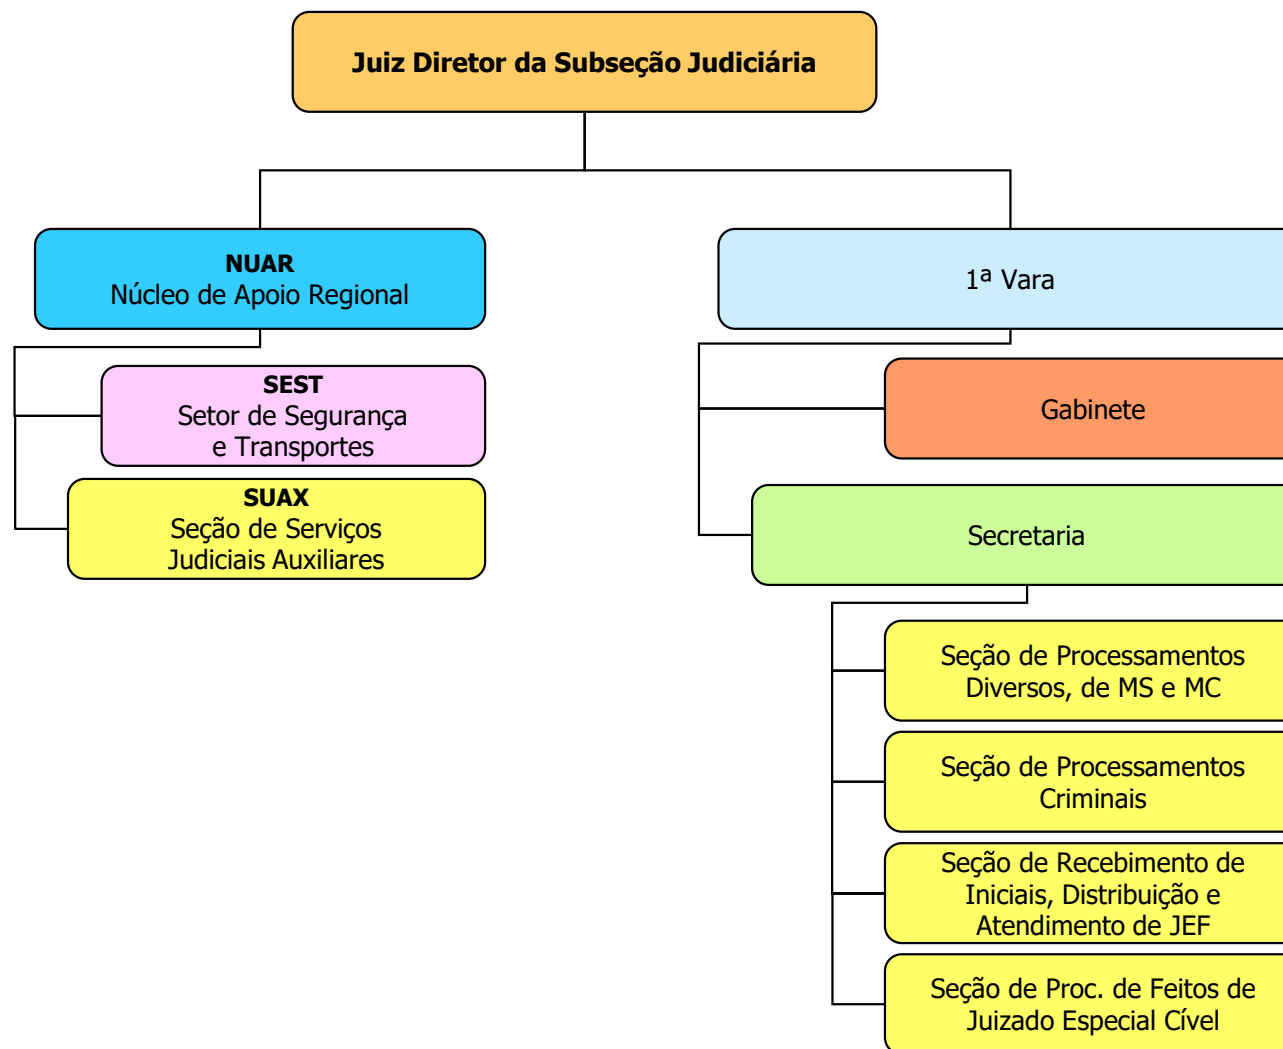 Juiz Diretor da Subseção Judiciária
NUAR
Núcleo de Apoio Regional
1ª Vara
SEST
Setor de Segurança
e Transportes
Gabinete
SUAX
Seção de Serviços
Judiciais Auxiliares
Secretaria
Seção de Processamentos
Diversos, de MS e MC
Seção de Processamentos
Criminais
Seção de Recebimento de
Iniciais, Distribuição e
Atendimento de JEF
Seção de Proc. de Feitos de
Juizado Especial Cível